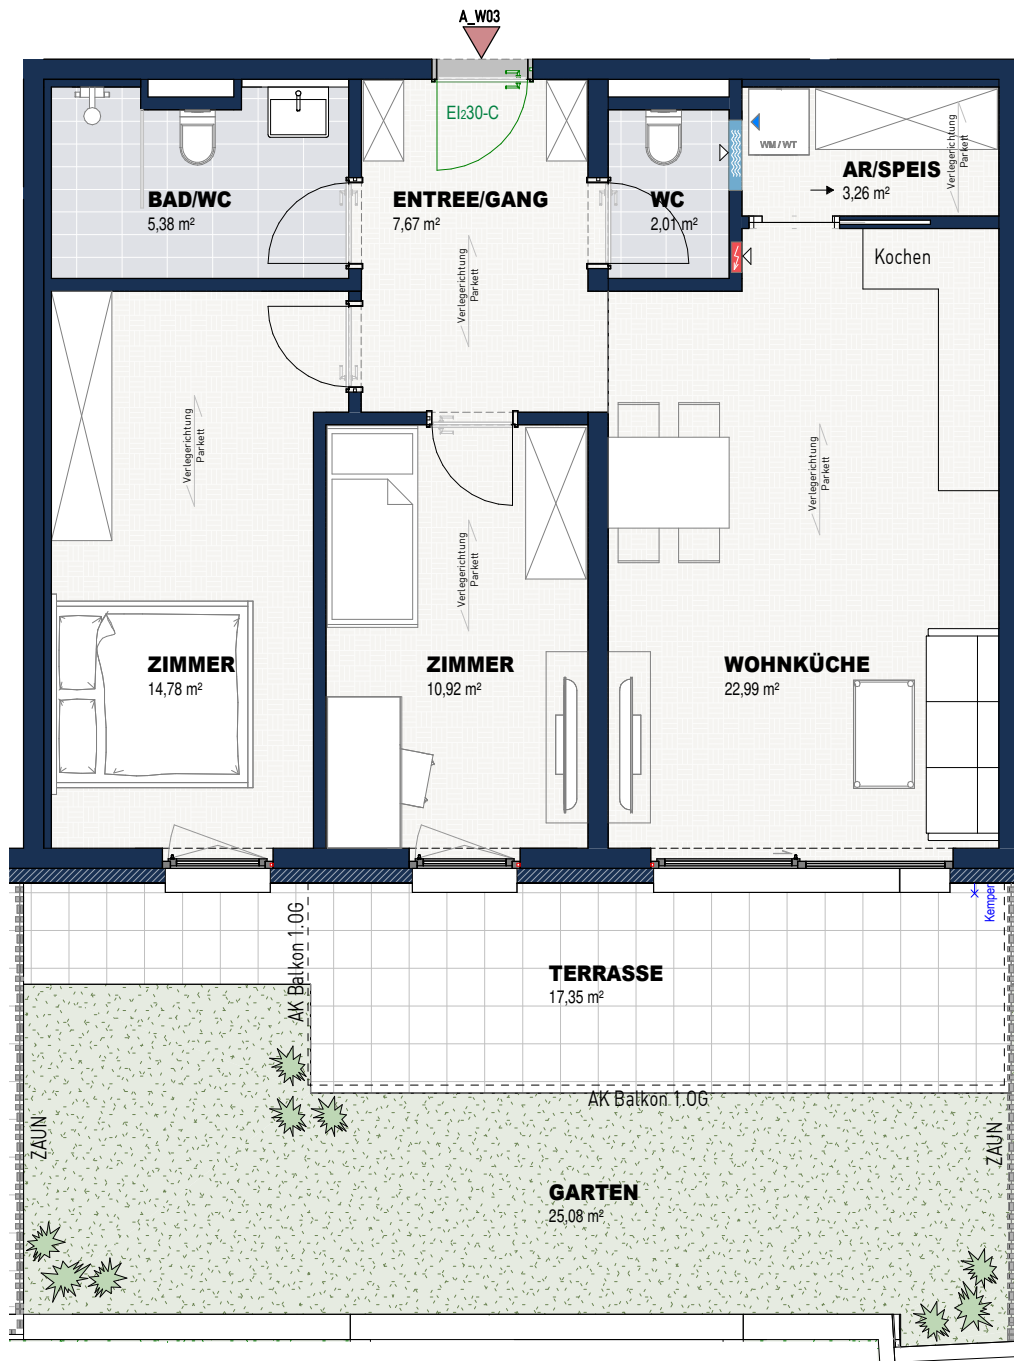 A_W03
EI₂30-C
BAD/WC
5,38 m²
ENTREE/GANG
7,67 m²
WC
2,01 m²
WM / WT
AR/SPEIS
3,26 m²
Verlegerichtung
Parkett
Kochen
Verlegerichtung
Parkett
Verlegerichtung
Parkett
Verlegerichtung
Parkett
Verlegerichtung
Parkett
ZIMMER
14,78 m²
ZIMMER
10,92 m²
WOHNKÜCHE
22,99 m²
Kemper
AK Balkon 1.OG
TERRASSE
17,35 m²
AK Balkon 1.OG
ZAUN
ZAUN
GARTEN
25,08 m²